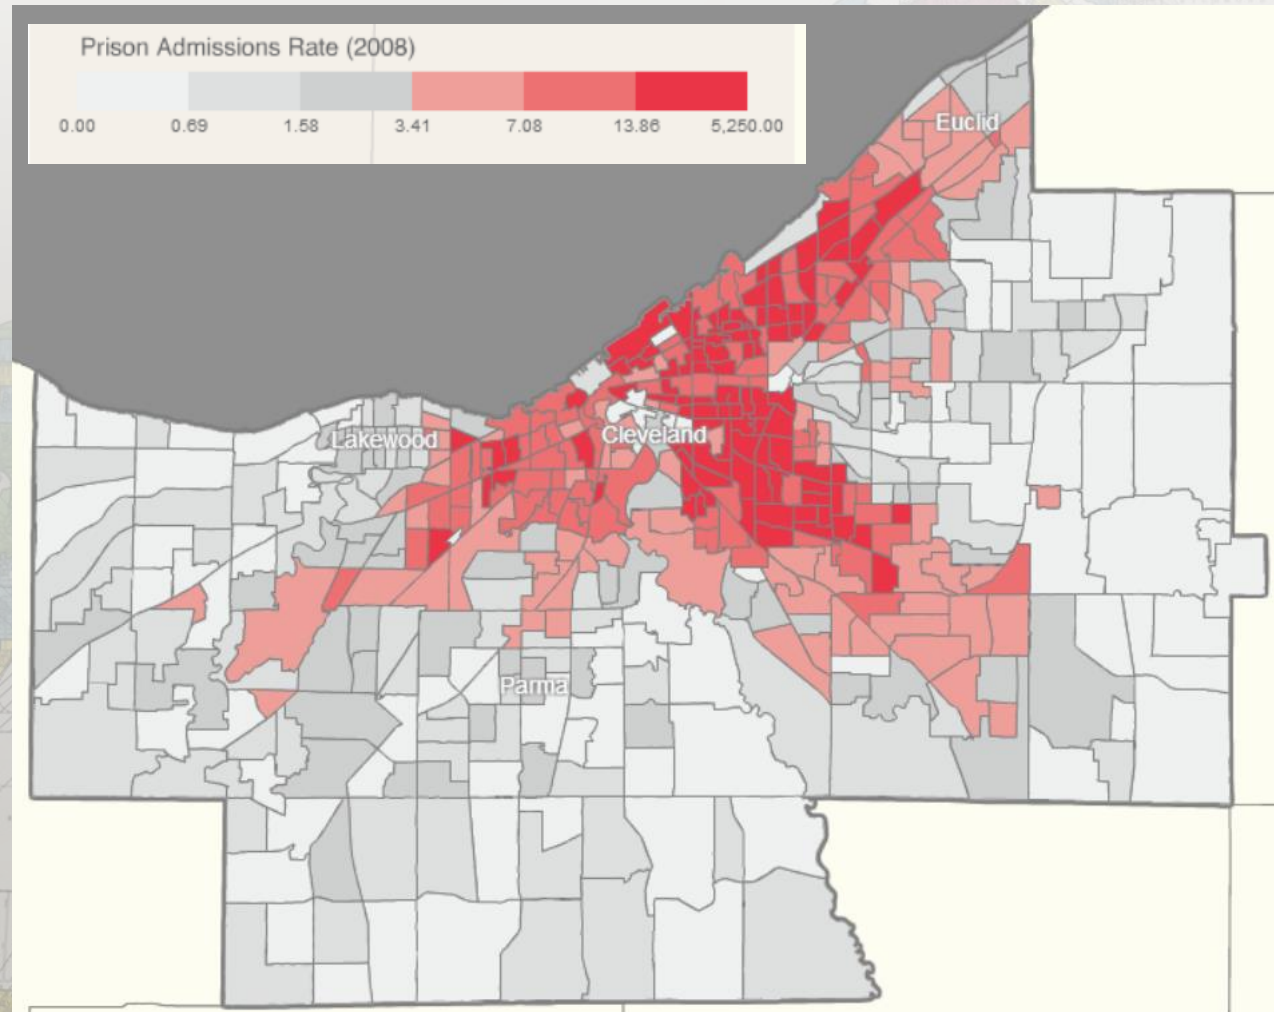 Prison Admissions Rate (2008)
0.00 0.69 1.58 3.41 7.08 13.86 5,250.00
Euclid
Lakewood
Cleveland
Parma